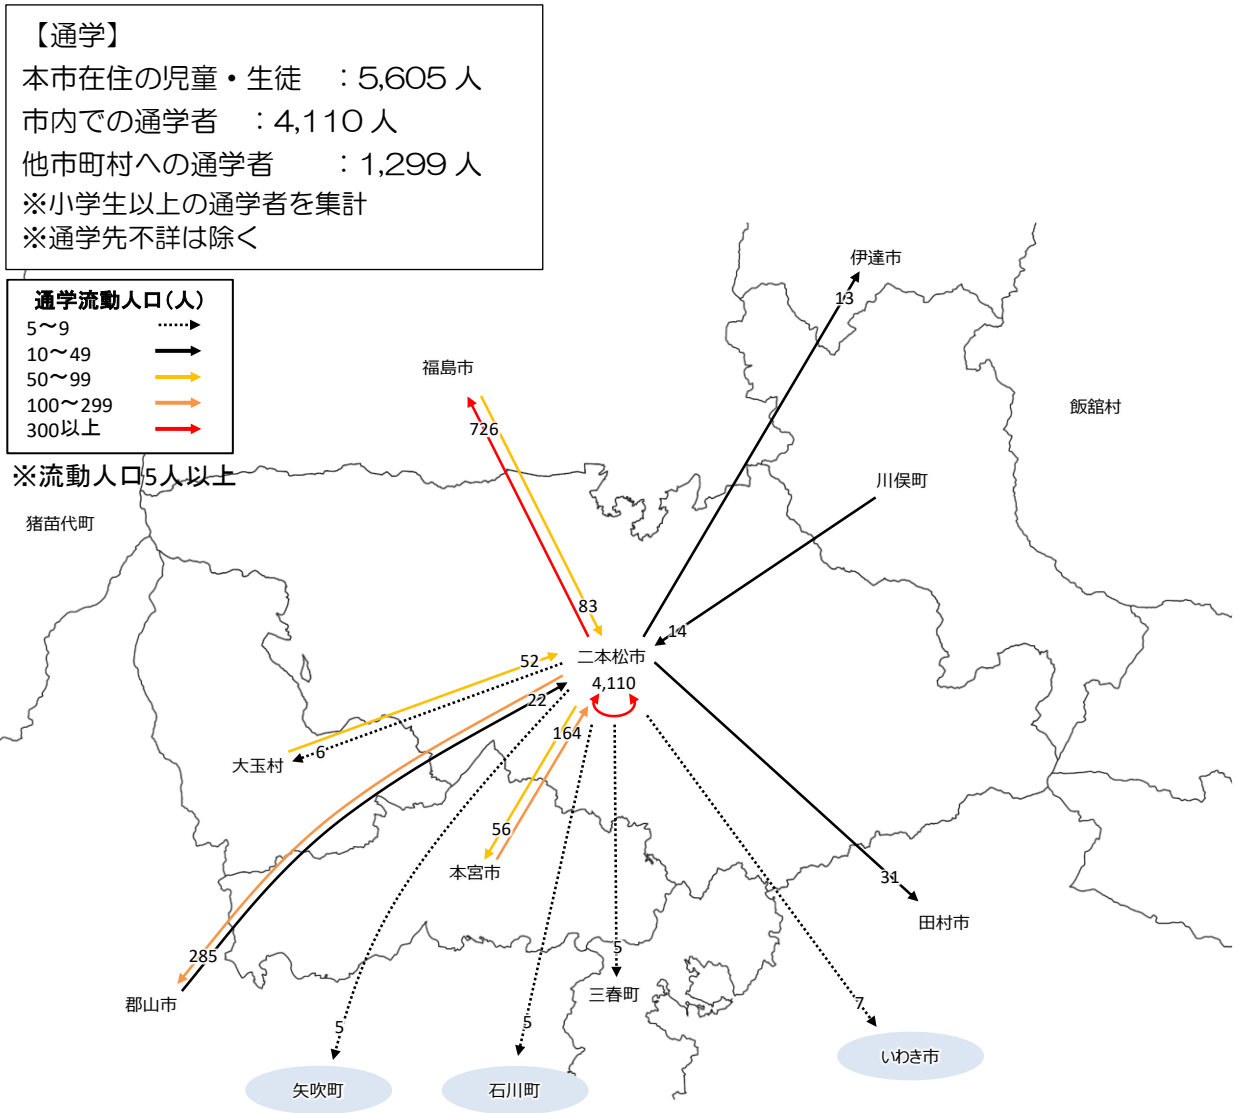 【通学】
本市在住の児童・生徒　：5,605 人
市内での通学者　：4,110 人
他市町村への通学者　　：1,299 人
※小学生以上の通学者を集計
※通学先不詳は除く
通学流動人口（人）
5～9
10～49
50～99
100～299
300以上
※流動人口5人以上
伊達市
13
福島市
726
飯舘村
川俣町
猪苗代町
83
14
二本松市
52
4,110
22
164
6
大玉村
56
本宮市
31
田村市
285
5
三春町
郡山市
7
5
5
いわき市
矢吹町
石川町